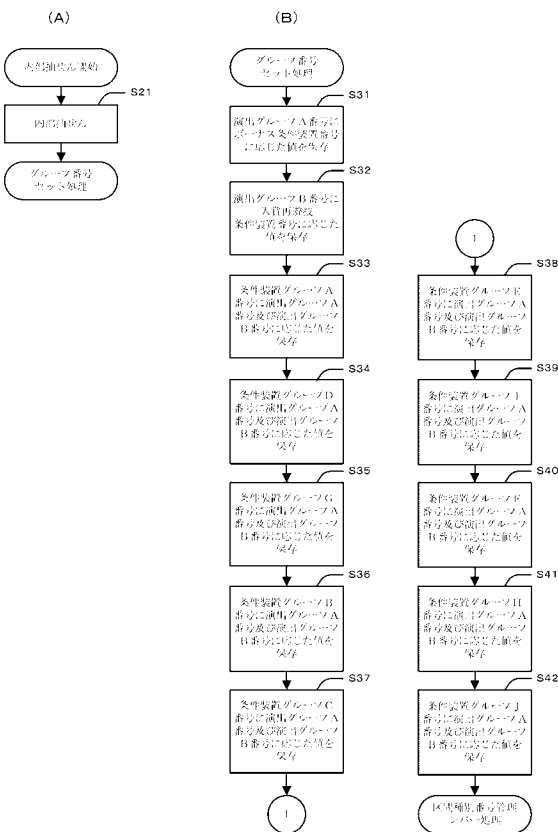 (A)
内部抽せん開始
S21
内部抽せん
グループ番号
セット処理
(B)
グループ番号
セット処理
S31
演出グループA番号に
ボーナス条件装置番号
に応じた値を保存
S32
演出グループB番号に
入賞再遊技
条件装置番号に応じた
値を保存
S33
条件装置グループA
番号に演出グループA
番号及び演出グループ
B番号に応じた値を
保存
S34
条件装置グループD
番号に演出グループA
番号及び演出グループ
B番号に応じた値を
保存
S35
条件装置グループG
番号に演出グループA
番号及び演出グループ
B番号に応じた値を
保存
S36
条件装置グループB
番号に演出グループA
番号及び演出グループ
B番号に応じた値を
保存
S37
条件装置グループC
番号に演出グループA
番号及び演出グループ
B番号に応じた値を
保存
1
1
S38
条件装置グループE
番号に演出グループA
番号及び演出グループ
B番号に応じた値を
保存
S39
条件装置グループI
番号に演出グループA
番号及び演出グループ
B番号に応じた値を
保存
S40
条件装置グループF
番号に演出グループA
番号及び演出グループ
B番号に応じた値を
保存
S41
条件装置グループH
番号に演出グループA
番号及び演出グループ
B番号に応じた値を
保存
S42
条件装置グループJ
番号に演出グループA
番号及び演出グループ
B番号に応じた値を
保存
区間種別番号管理
ンバー処理